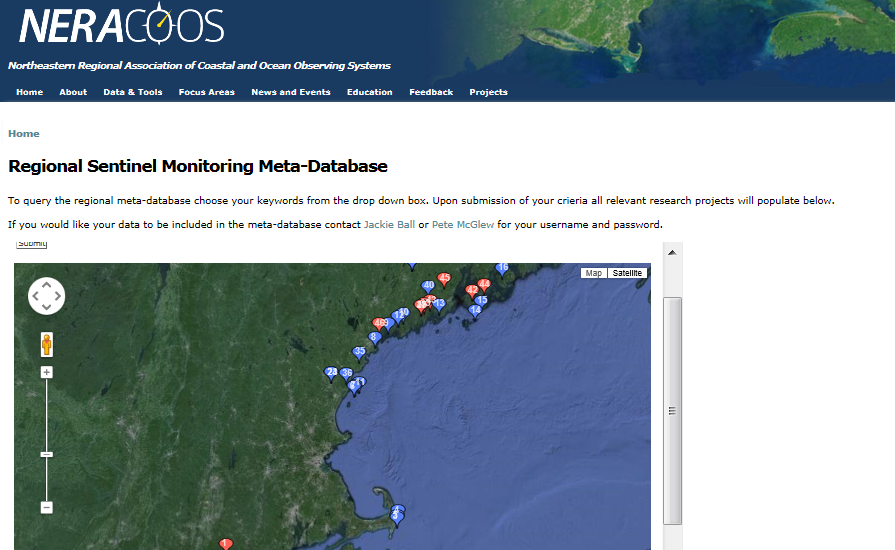 NERACOOS
Northeastern Regional Association of Coastal and Ocean Observing Systems
Home About Data & Tools Focus Areas News and Events Education Feedback Projects
Home
Regional Sentinel Monitoring Meta-Database
To query the regional meta-database choose your keywords from the drop down box. Upon submission of your crieria all relevant research projects will populate below.
If you would like your data to be included in the meta-database contact Jackie Ball or Pete McGlew for your username and password.
Submit
Map Satellite
16
45
44
40
42
15
13
14
10
12
46
8
35
36
11
1